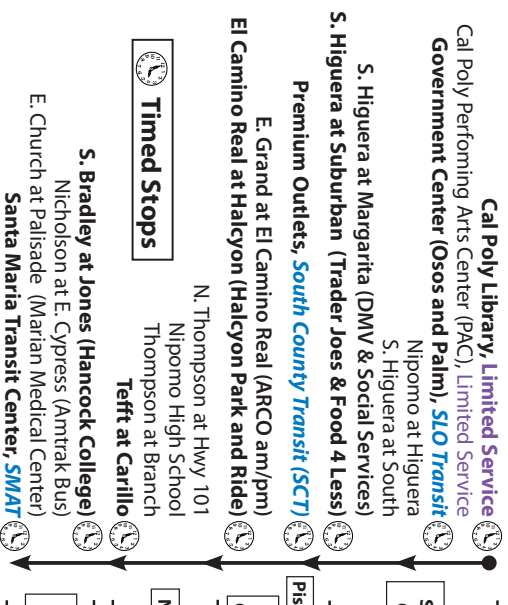 Cal Poly Library, Limited Service
Cal Poly Perfoming Arts Center (PAC), Limited Service
Government Center (Osos and Palm), SLO Transit
Nipomo at Higuera
S. Higuera at South
S. Higuera at Margarita (DMV & Social Services)
S. Higuera at Suburban (Trader Joes & Food 4 Less)
Premium Outlets, South County Transit (SCT)
E. Grand at El Camino Real (ARCO am/pm)
El Camino Real at Halcyon (Halcyon Park and Ride)
Timed Stops
N. Thompson at Hwy 101
Nipomo High School
Thompson at Branch
Tefft at Carillo
S. Bradley at Jones (Hancock College)
Nicholson at E. Cypress (Amtrak Bus)
E. Church at Palisade (Marian Medical Center)
Santa Maria Transit Center, SMAT
S
Pis
N